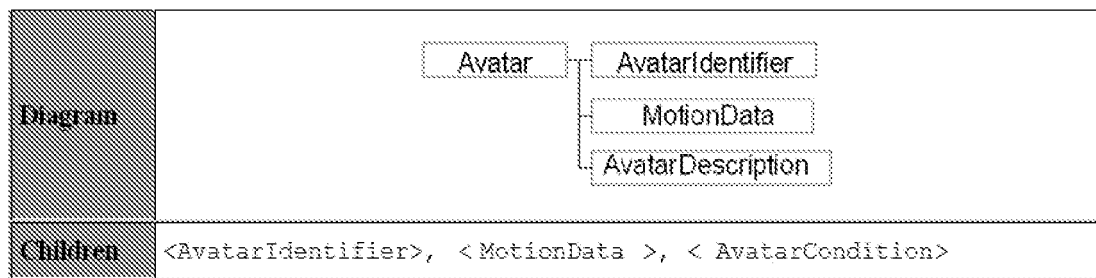 Diagram
Avatar
AvatarIdentifier
MotionData
AvatarDescription
Children
<AvatarIdentifier>, < MotionData >, < AvatarCondition>